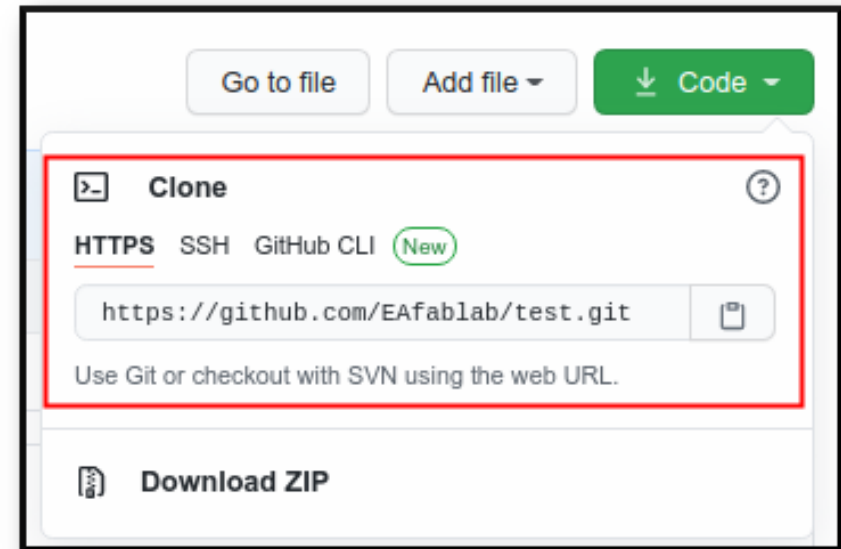 Go to file Add file Code
Clone
HTTPS SSH GitHub CLI New
https://github.com/EAfablab/test.git
Use Git or checkout with SVN using the web URL.
Download ZIP